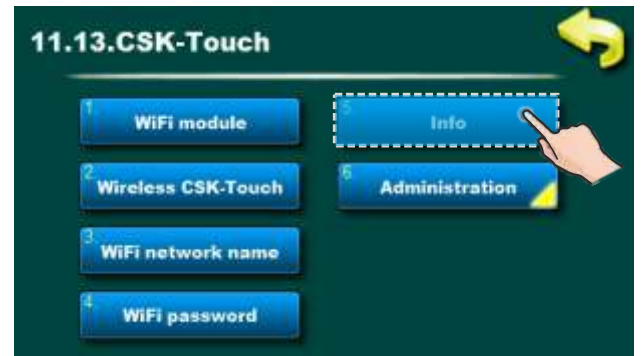 11.13.CSK-Touch
1 WiFi module
2 Wireless CSK-Touch
3 WiFi network name
4 WiFi password
5 Info
6 Administration